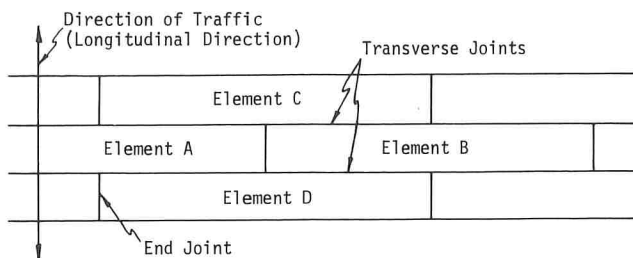 Direction of Traffic
(Longitudinal Direction)
Transverse Joints
Element C
Element A
Element B
Element D
End Joint